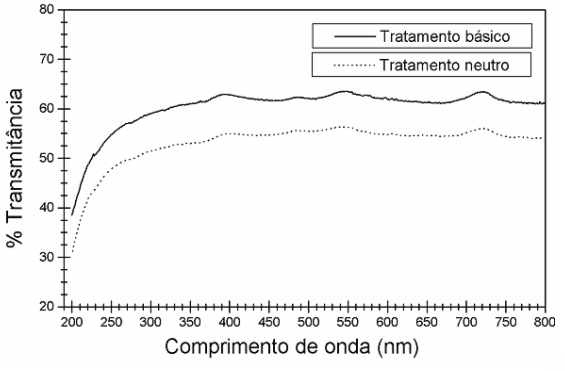 80
Tratamento básico
70
Tratamento neutro
60
50
40
30
20
% Transmitância
200 250 300 350 400 450 500 550 600 650 700 750 800
Comprimento de onda (nm)